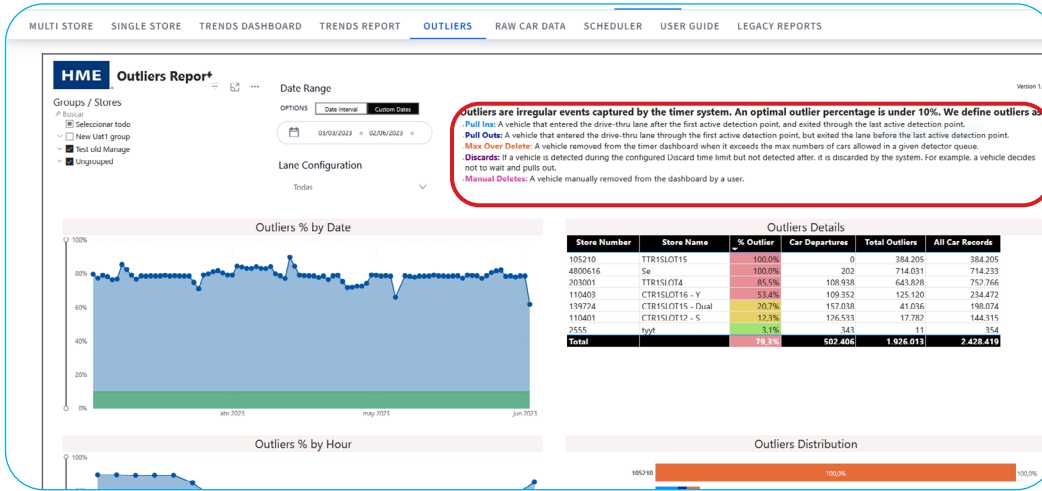 MULTI STORE SINGLE STORE TRENDS DASHBOARD TRENDS REPORT OUTLIERS RAW CAR DATA SCHEDULER USER GUIDE LEGACY REPORTS
HME Outliers Report
Groups / Stores
Buscar
Seleccionar todo
New Uat1 group
Test old Manage
Ungrouped
Date Range
OPTIONS Date Interval Custom Dates
03/03/2023 02/06/2023
Lane Configuration
Todas
Version 1.
Outliers are irregular events captured by the timer system. An optimal outlier percentage is under 10%. We define outliers as
Pull Ins: A vehicle that entered the drive-thru lane after the first active detection point, and exited through the last active detection point.
Pull Outs: A vehicle that entered the drive-thru lane through the first active detection point, but exited the lane before the last active detection point.
Max Over Delete: A vehicle removed from the timer dashboard when it exceeds the max numbers of cars allowed in a given detector queue.
Discards: If a vehicle is detected during the configured Discard time limit but not detected after, it is discarded by the system. For example, a vehicle decides
not to wait and pulls out.
Manual Deletes: A vehicle manually removed from the dashboard by a user.
Outliers % by Date
100%
80%
60%
40%
20%
0%
abr 2023 may 2023 jun 2023
Outliers Details
Store Number Store Name % Outlier Car Departures Total Outliers All Car Records
105210 TTR1SLOT15 100,0% 0 384.205 384.205
4800616 Se 100,0% 202 714.031 714.233
203001 TTR1SLOT4 85,5% 108.938 643.828 752.766
110403 CTR1SLOT16 - Y 53,4% 109.352 125.120 234.472
139724 CTR1SLOT15 - Dual 20,7% 157.038 41.036 198.074
110401 CTR1SLOT12 - S 12,3% 126.533 17.782 144.315
2555 tyyt 3,1% 343 11 354
Total 79,3% 502.406 1.926.013 2.428.419
Outliers % by Hour
100%
Outliers Distribution
105210 100,0% 100,0%